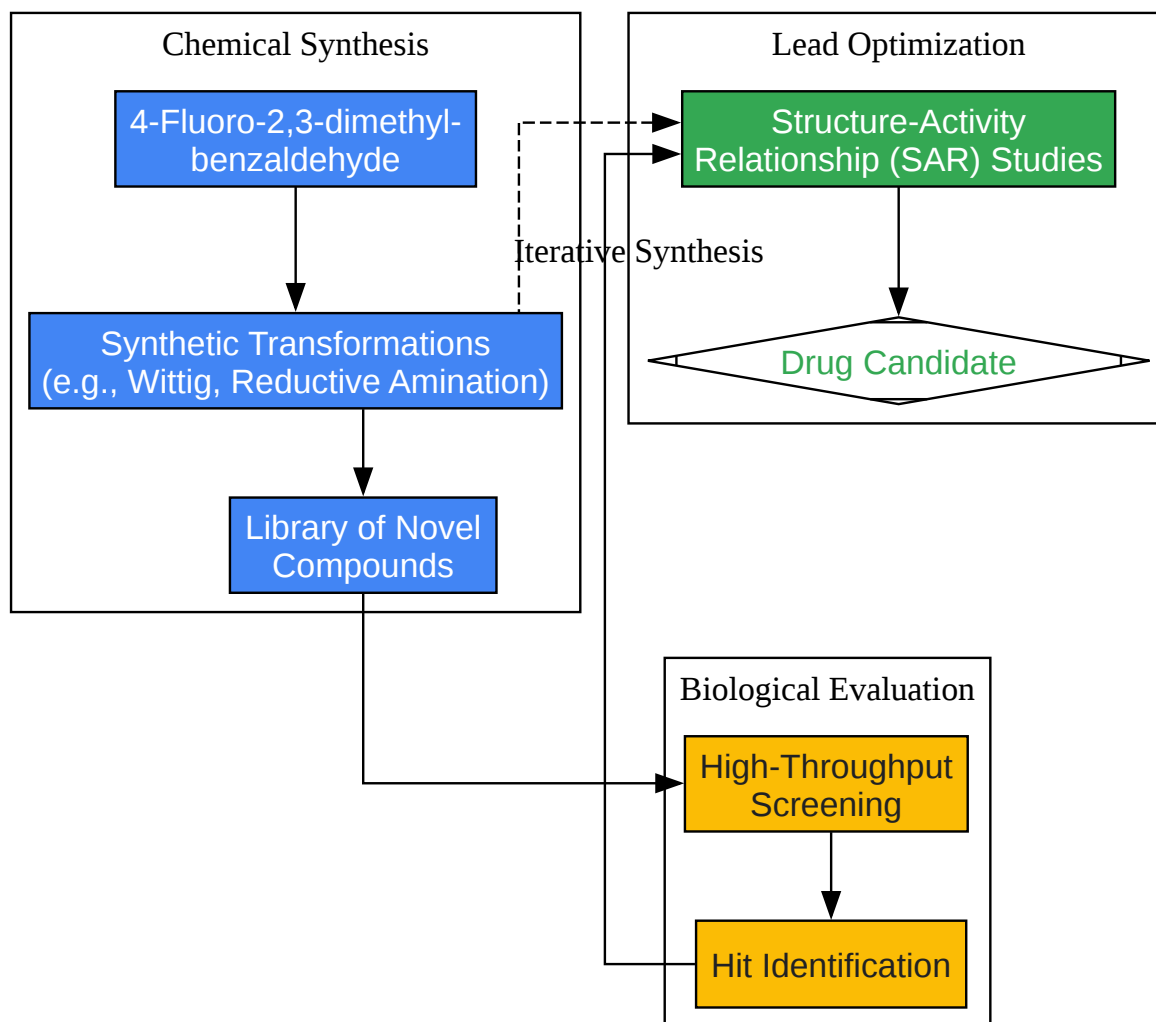 Chemical Synthesis
4-Fluoro-2,3-dimethyl-
benzaldehyde
Synthetic Transformations
(e.g., Wittig, Reductive Amination)
Library of Novel
Compounds
Iterative Synthesis
Lead Optimization
Structure-Activity
Relationship (SAR) Studies
Drug Candidate
Biological Evaluation
High-Throughput
Screening
Hit Identification